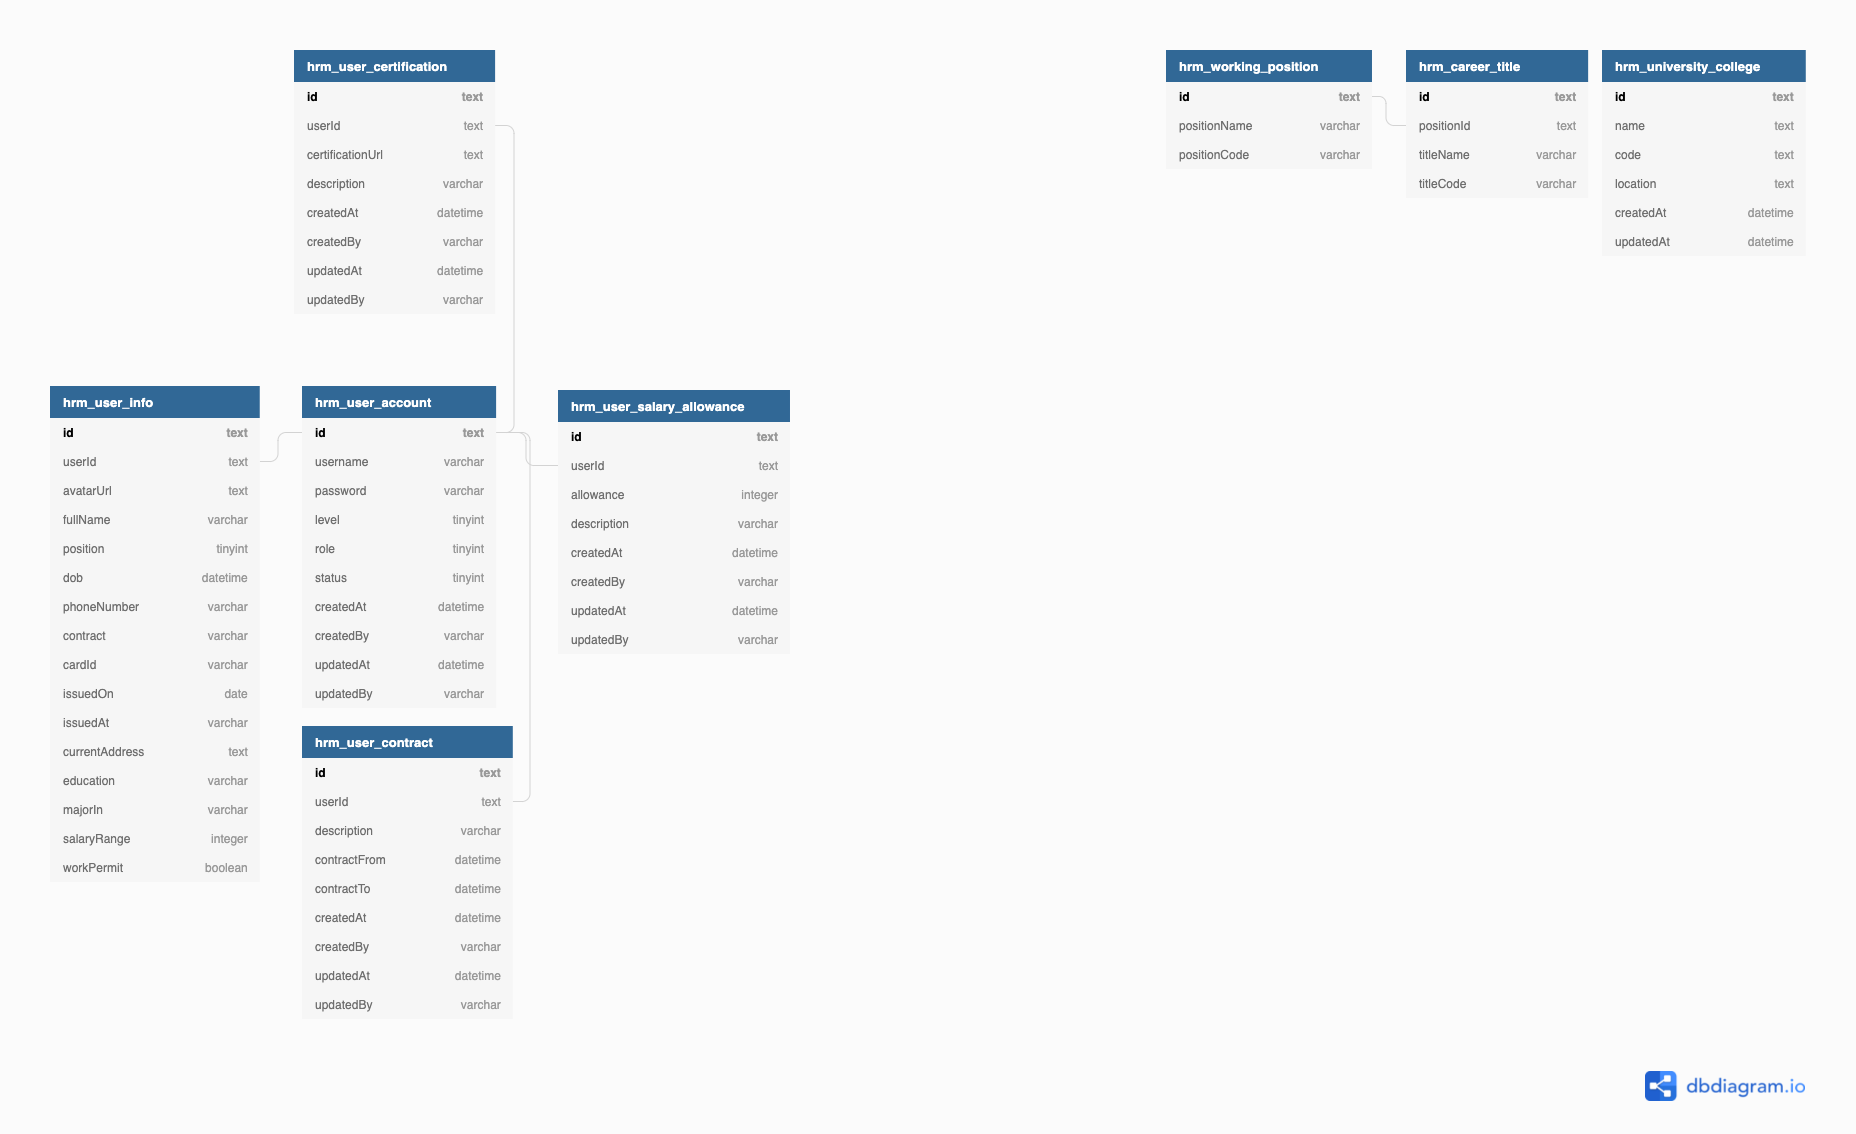 hrm_user_certification
id text
userId text
certificationUrl text
description varchar
createdAt datetime
createdBy varchar
updatedAt datetime
updatedBy varchar
hrm_working_position
id text
positionName varchar
positionCode varchar
hrm_career_title
id text
positionId text
titleName varchar
titleCode varchar
hrm_university_college
id text
name text
code text
location text
createdAt datetime
updatedAt datetime
hrm_user_info
id text
userId text
avatarUrl text
fullName varchar
position tinyint
dob datetime
phoneNumber varchar
contract varchar
cardId varchar
issuedOn date
issuedAt varchar
currentAddress text
education varchar
majorIn varchar
salaryRange integer
workPermit boolean
hrm_user_account
id text
username varchar
password varchar
level tinyint
role tinyint
status tinyint
createdAt datetime
createdBy varchar
updatedAt datetime
updatedBy varchar
hrm_user_salary_allowance
id text
userId text
allowance integer
description varchar
createdAt datetime
createdBy varchar
updatedAt datetime
updatedBy varchar
hrm_user_contract
id text
userId text
description varchar
contractFrom datetime
contractTo datetime
createdAt datetime
createdBy varchar
updatedAt datetime
updatedBy varchar
dbdiagram.io